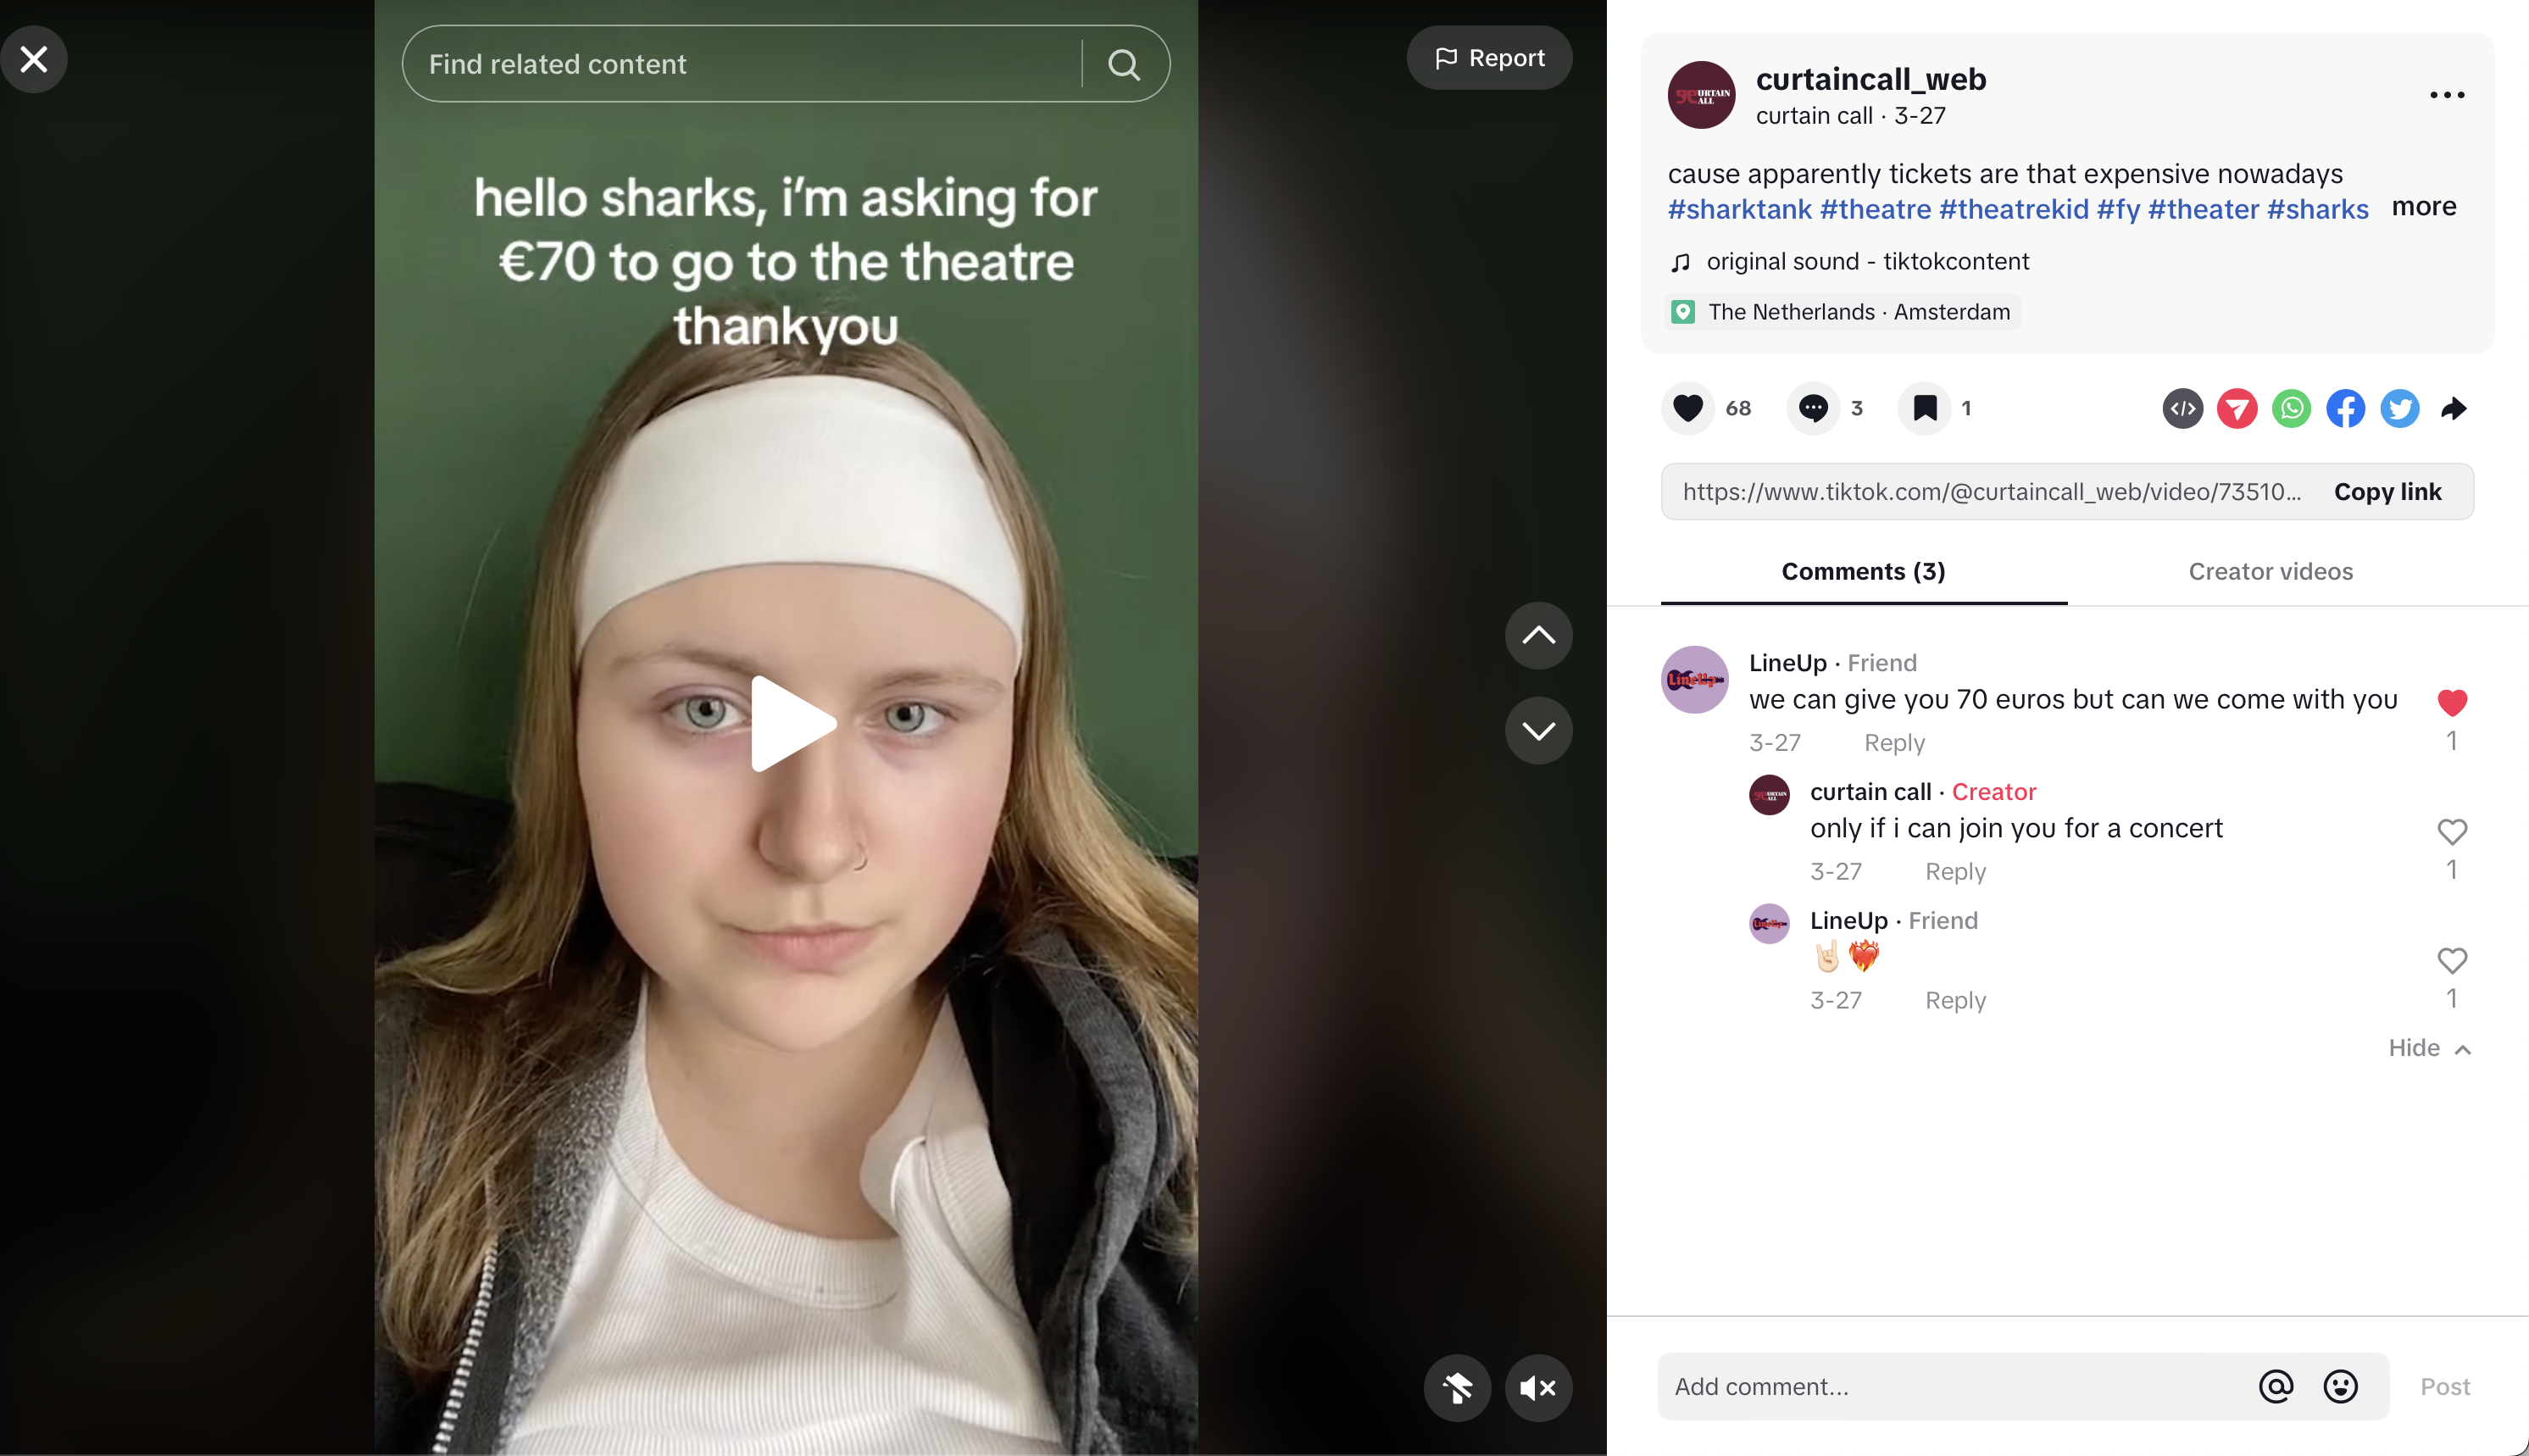 Find related content
Report
hello sharks, i'm asking for
€70 to go to the theatre
thankyou
CURTAIN
CALL
curtaincall_web
curtain call · 3-27
cause apparently tickets are that expensive nowadays
#sharktank #theatre #theatrekid #fy #theater #sharks more
original sound - tiktokcontent
The Netherlands · Amsterdam
68
3
1
https://www.tiktok.com/@curtaincall_web/video/73510...
Copy link
Comments (3)
Creator videos
LineUp
LineUp · Friend
we can give you 70 euros but can we come with you
1
3-27
Reply
curtain call · Creator
only if i can join you for a concert
1
3-27
Reply
LineUp · Friend
🤘🏻❤️‍🔥
1
3-27
Reply
Hide
Add comment...
Post